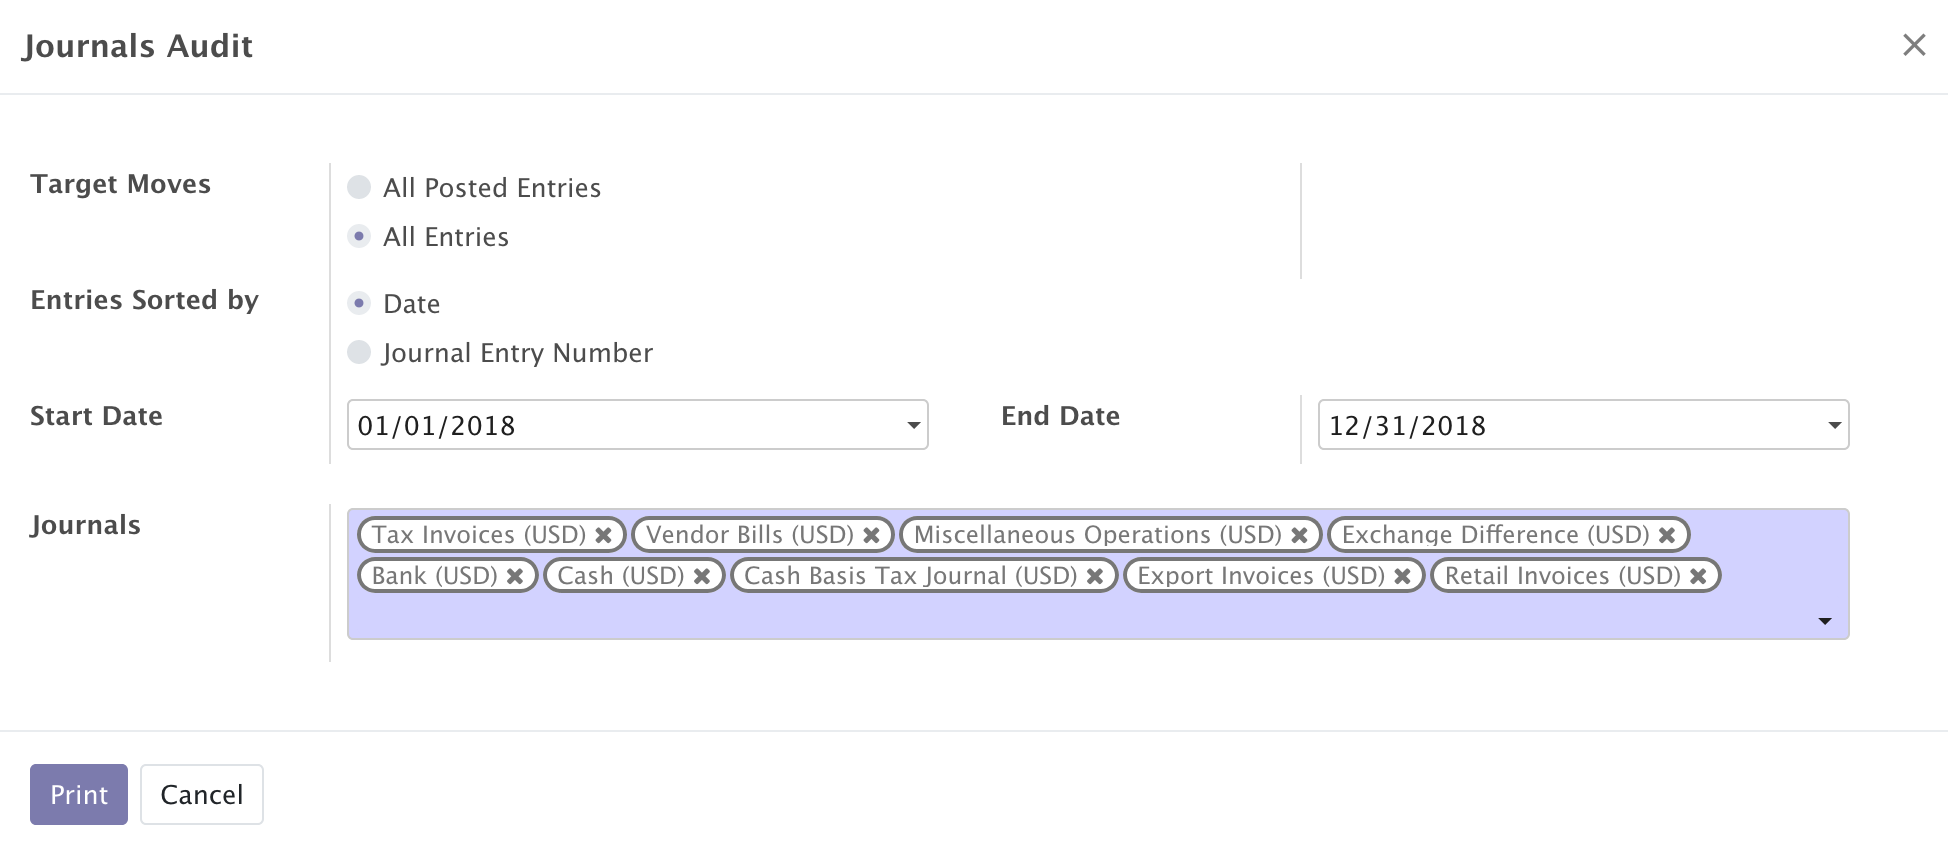 Journals Audit
Target Moves
All Posted Entries
All Entries
Entries Sorted by
Date
Journal Entry Number
Start Date
01/01/2018
End Date
12/31/2018
Journals
Tax Invoices (USD) Vendor Bills (USD) Miscellaneous Operations (USD) Exchange Difference (USD)
Bank (USD) Cash (USD) Cash Basis Tax Journal (USD) Export Invoices (USD) Retail Invoices (USD)
Print Cancel